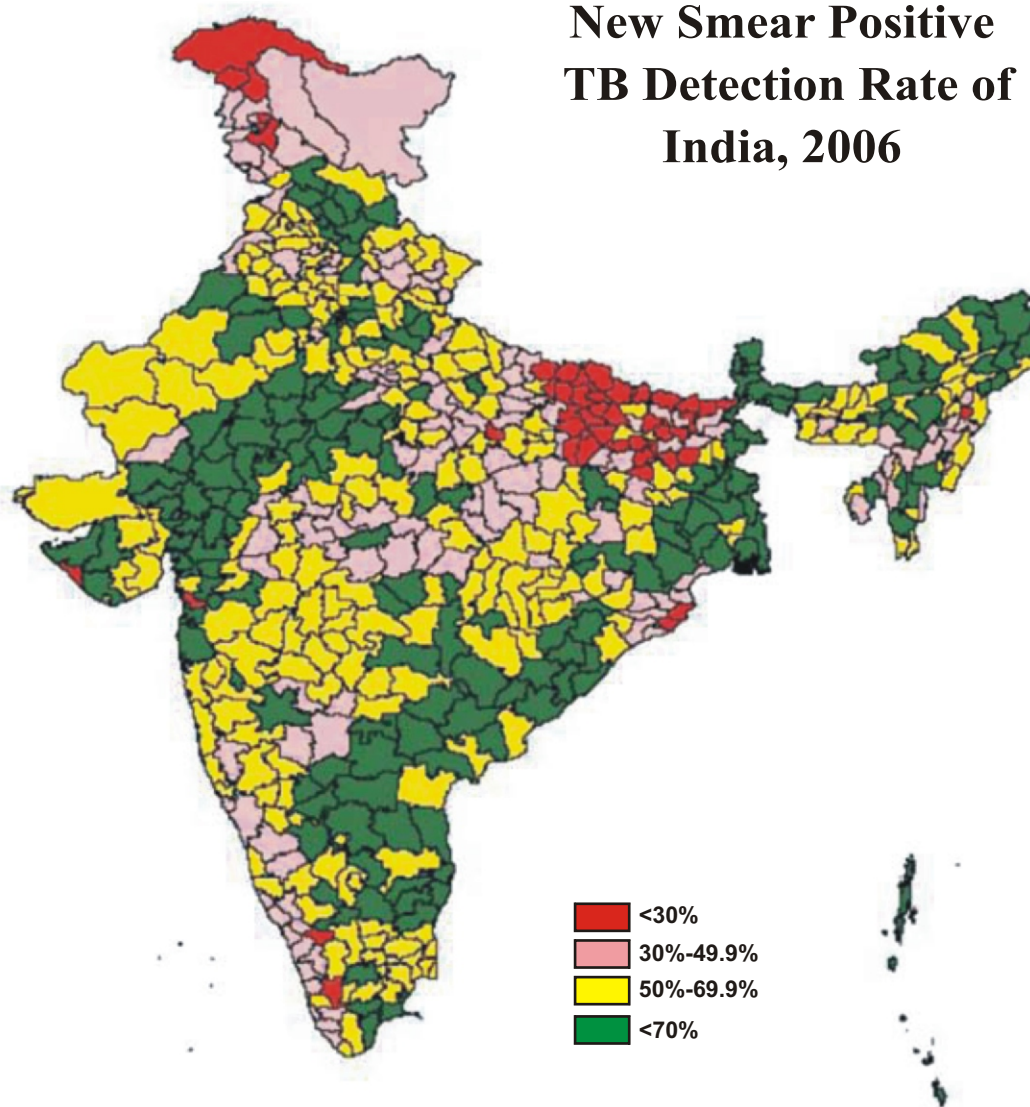 New Smear Positive
TB Detection Rate of
India, 2006
<30%
30%-49.9%
50%-69.9%
<70%